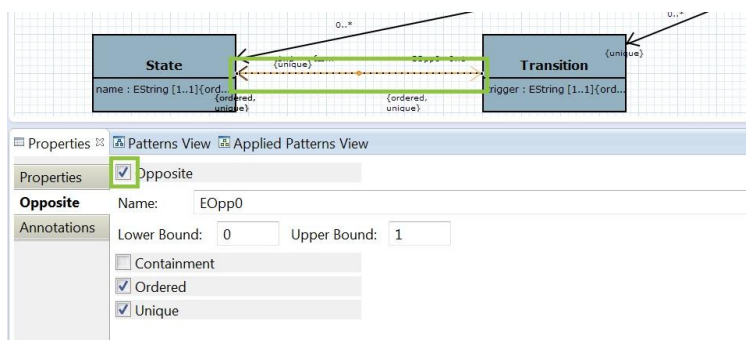 0..*
0..*
State
Transition
{unique}
{unique}
name : EString [1..1]{ord...
trigger : EString [1..1]{ord...
{ordered,
unique}
{ordered,
unique}
Properties
Patterns View
Applied Patterns View
Properties
Opposite
Opposite
Name: EOpp0
Annotations
Lower Bound: 0 Upper Bound: 1
Containment
Ordered
Unique